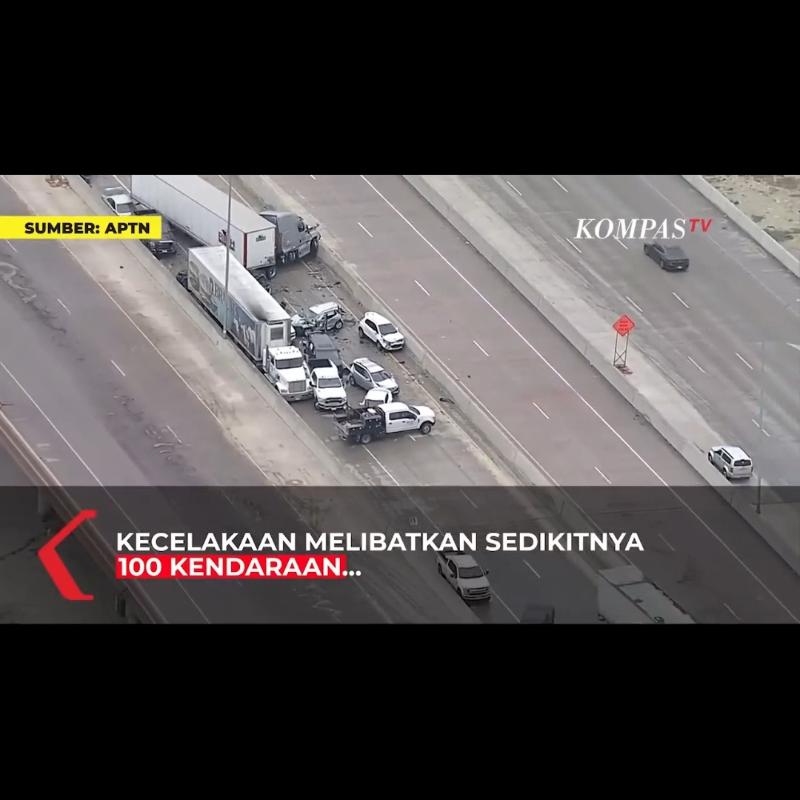 SUMBER: APTN
KOMPASTV
KECELAKAAN MELIBATKAN SEDIKITNYA
100 KENDARAAN...